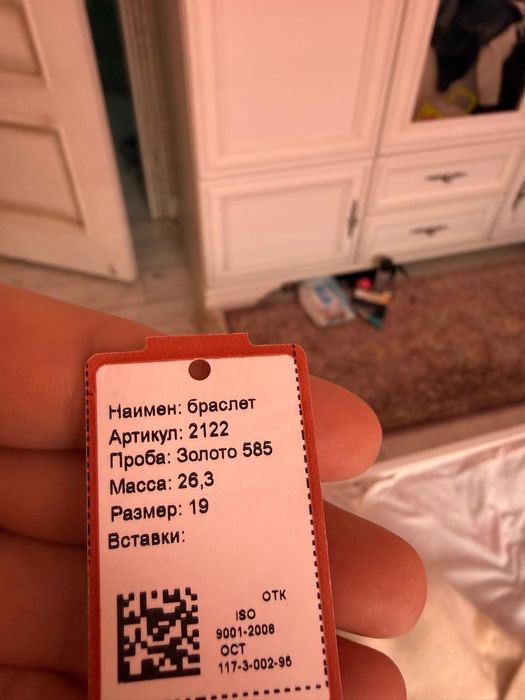 Наимен: браслет
Артикул: 2122
Проба: Золото 585
Масса: 26,3
Размер: 19
Вставки:
ОТК
ISO
9001-2008
ОСТ
117-3-002-95